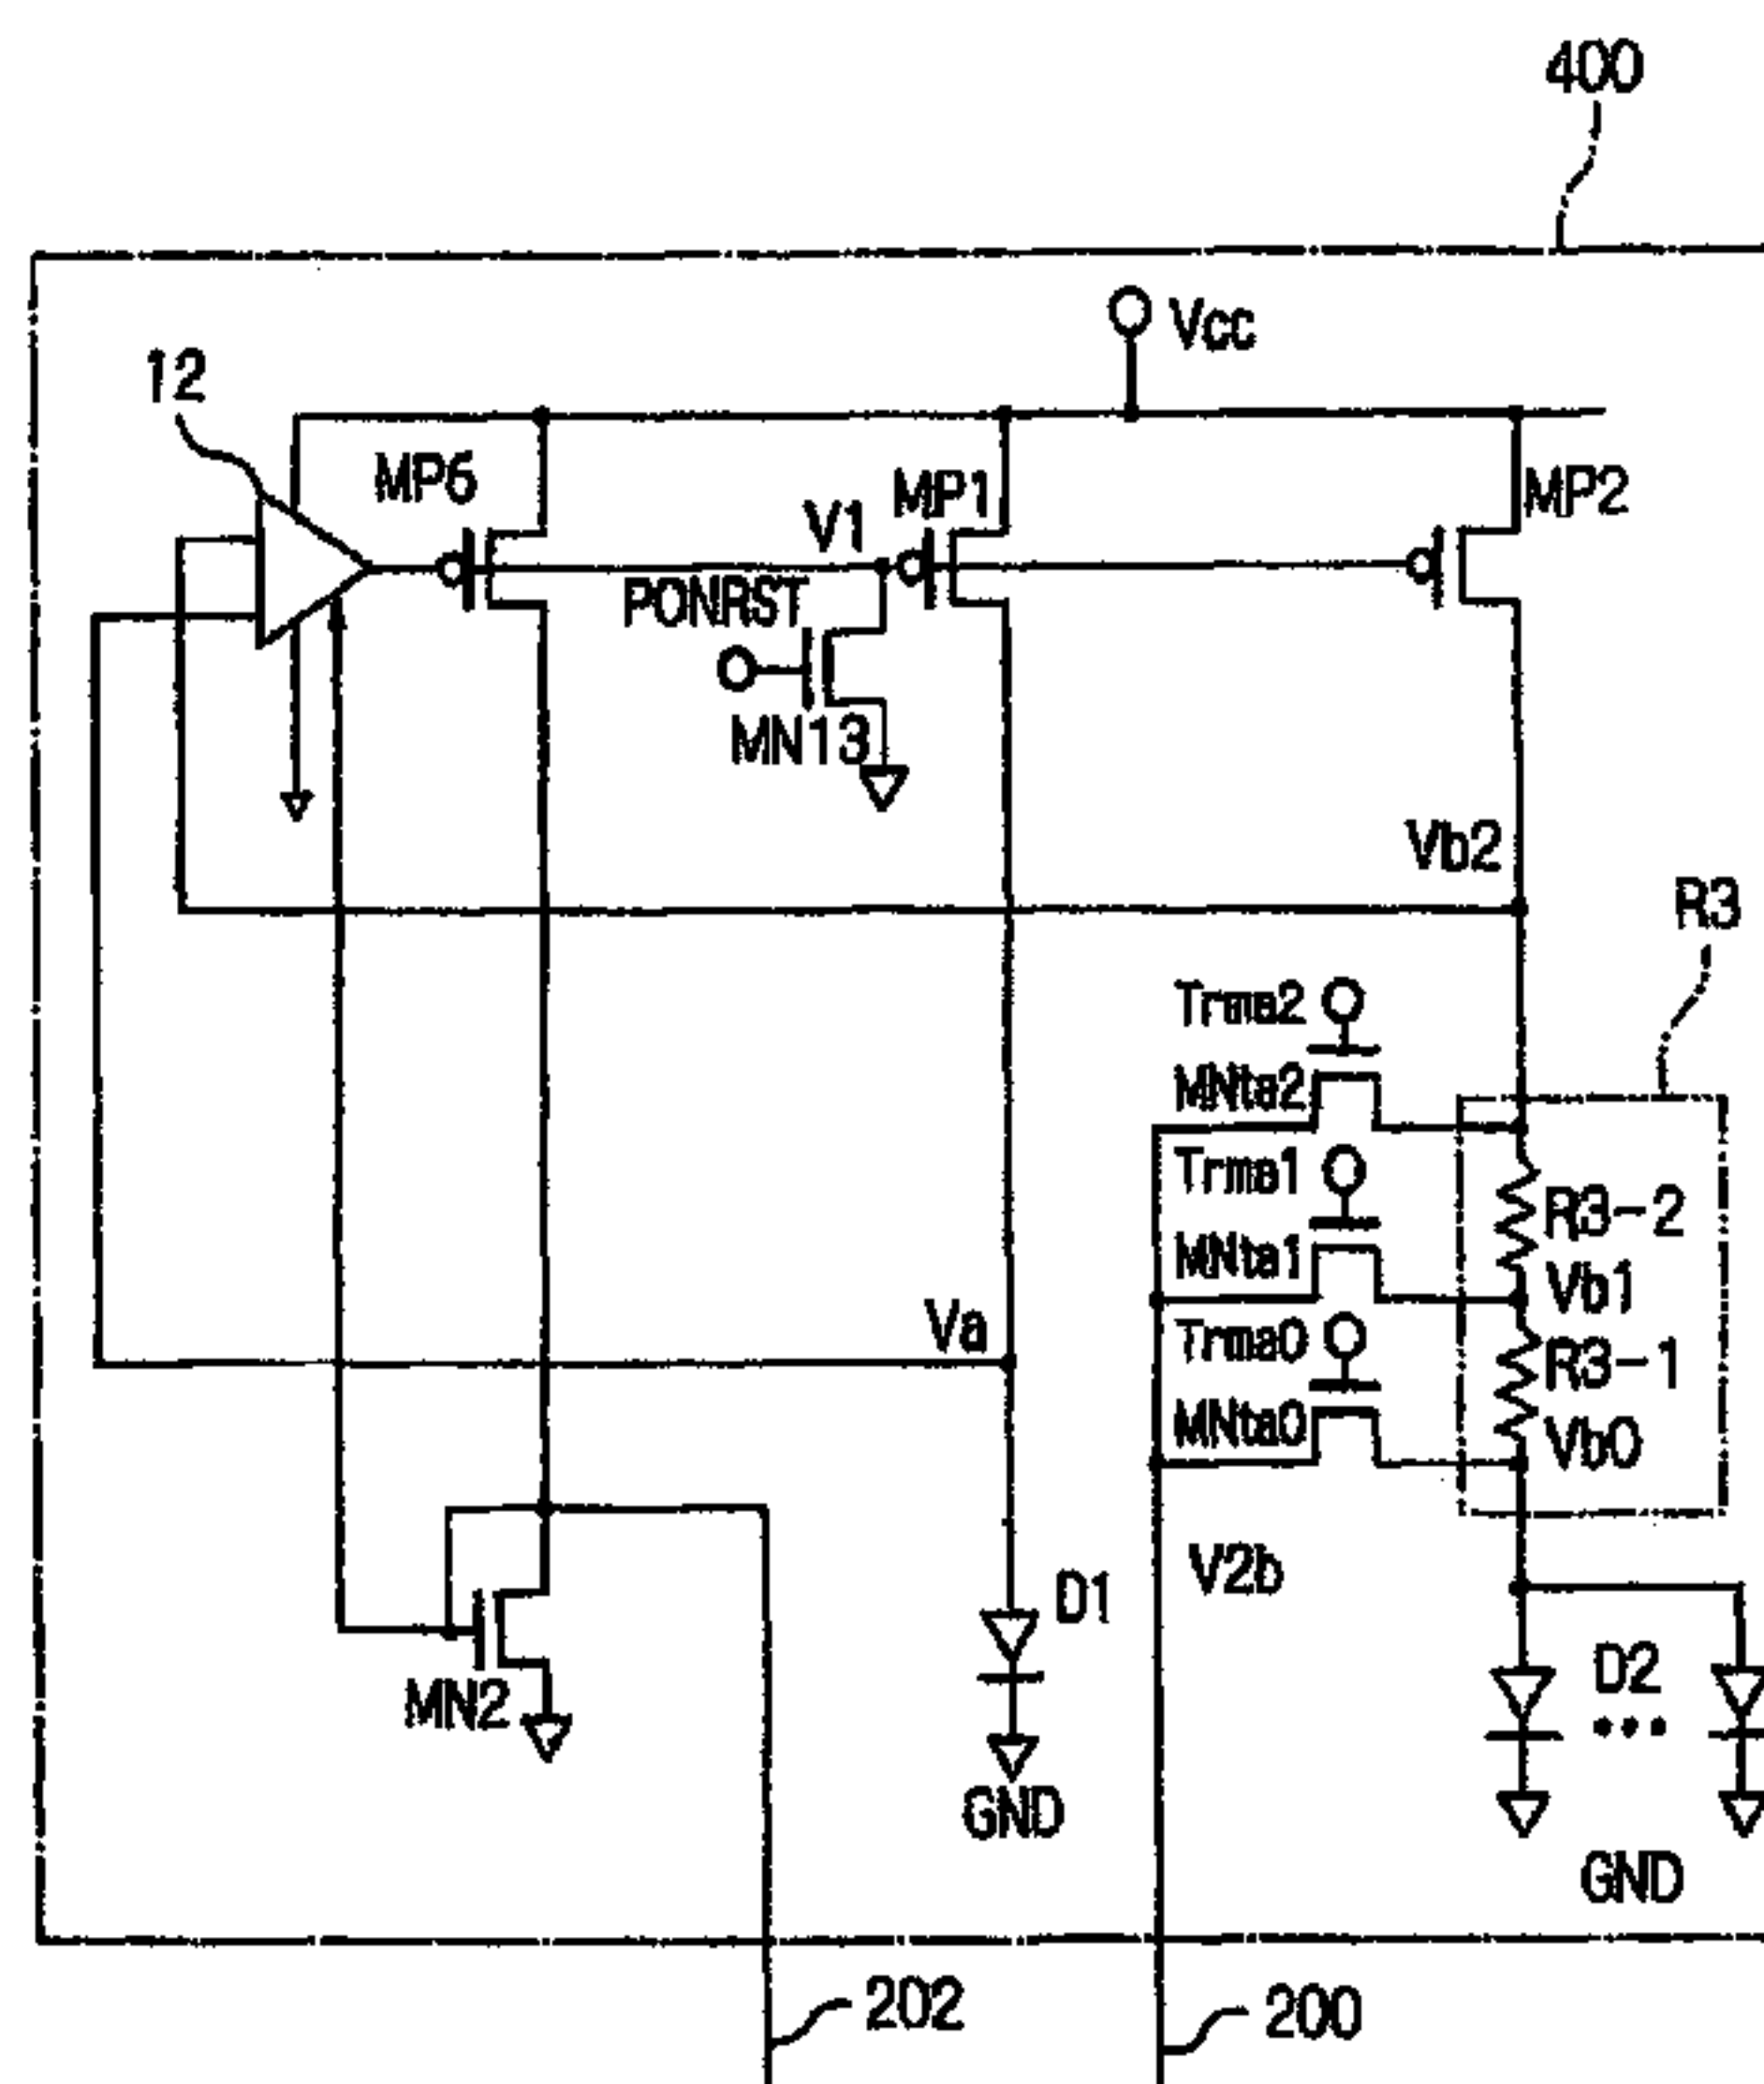 400
Vcc
12
MP6
V1
MP1
MP2
PONRST
MN13
Vb2
R3
Trma2
MNta2
Trma1
R3-2
MNta1
Vb1
Va
Trma0
R3-1
MNta0
Vb0
V2b
D1
D2
MN2
GND
GND
202
200